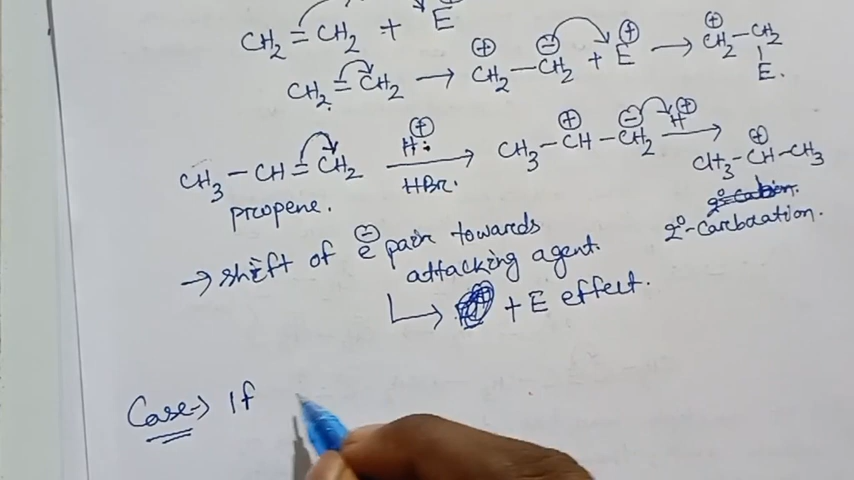 CH₂ = CH₂ + E⊕
CH₂ = CH₂ → ⊕CH₂ − ⊖CH₂ + E⊕ → ⊕CH₂ − CH₂
E.
CH₃ − CH = CH₂ H⊕ HBr. → CH₃ − ⊕CH − ⊖CH₂ H⊕ → CH₃ − ⊕CH − CH₃
propene.
2°-Carbocation.
→ shift of e⊖ pair towards
attacking agent.
→ + E effect.
Case → If